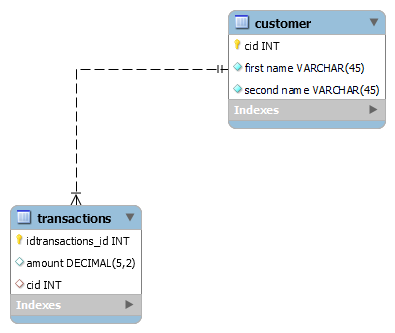 customer
cid INT
first name VARCHAR(45)
second name VARCHAR(45)
Indexes
transactions
idtransactions_id INT
amount DECIMAL(5,2)
cid INT
Indexes